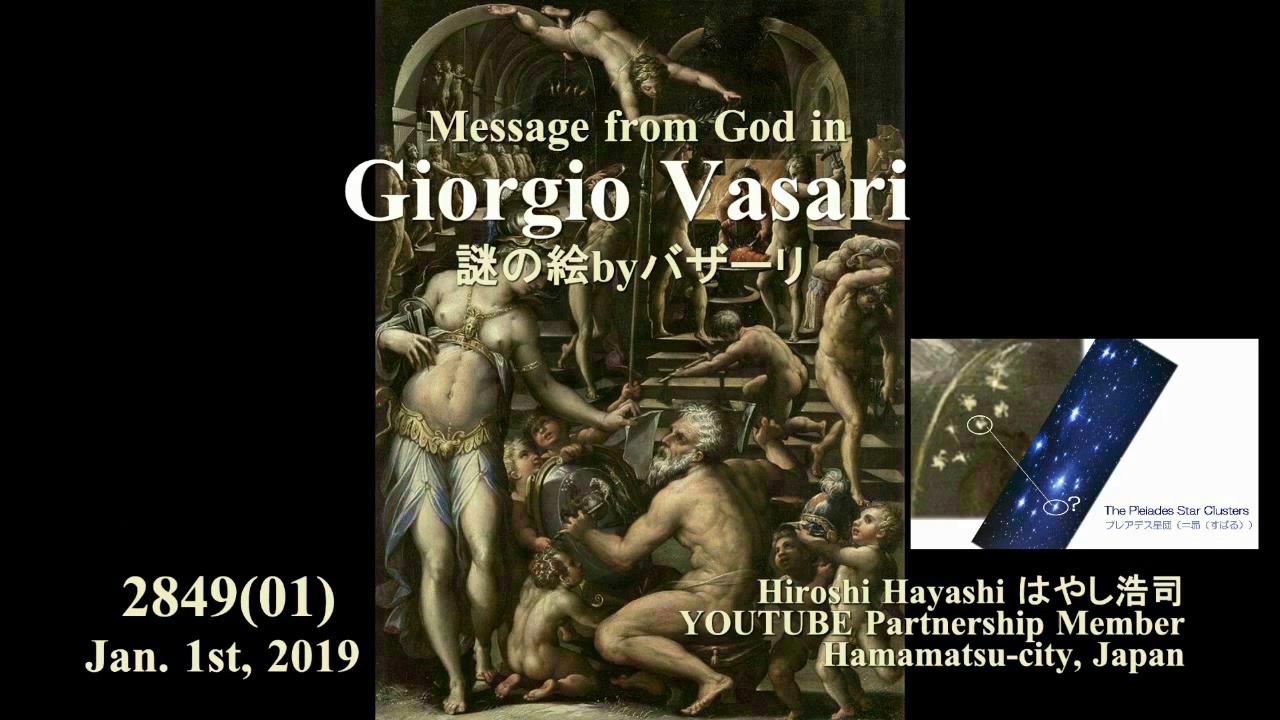 Message from God in
Giorgio Vasari
謎の絵byバザーリ
?
The Pleiades Star Clusters
プレアデス星団(=昴(すばる))
2849(01)
Jan. 1st, 2019
Hiroshi Hayashi はやし浩司
YOUTUBE Partnership Member
Hamamatsu-city, Japan